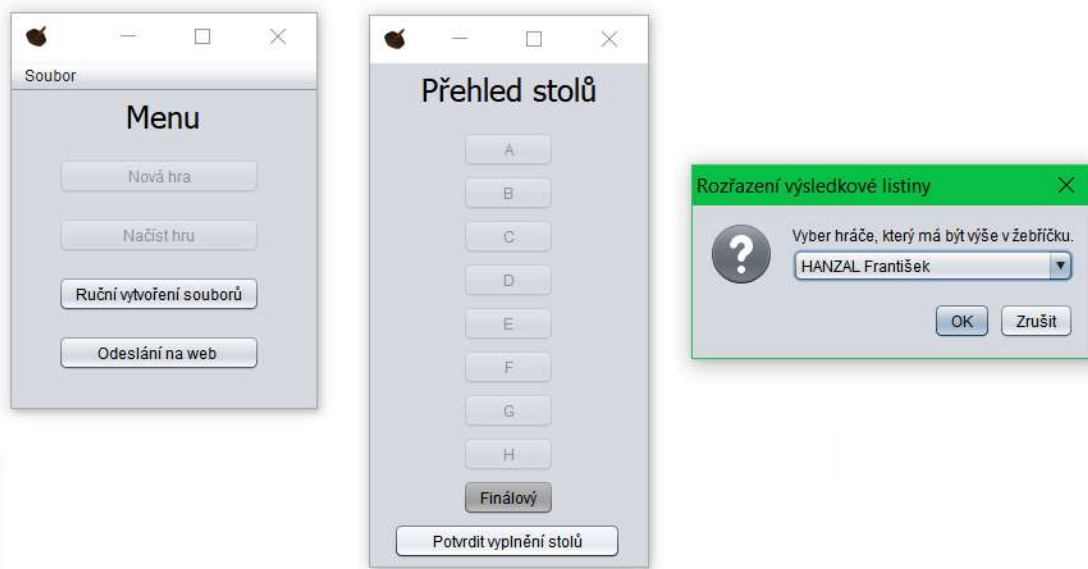 Soubor
Menu
Nová hra
Načíst hru
Ruční vytvoření souborů
Odeslání na web
Přehled stolů
A
B
C
D
E
F
G
H
Finálový
Potvrdit vyplnění stolů
Rozřazení výsledkové listiny
Vyber hráče, který má být výše v žebříčku.
HANZAL František
OK Zrušit